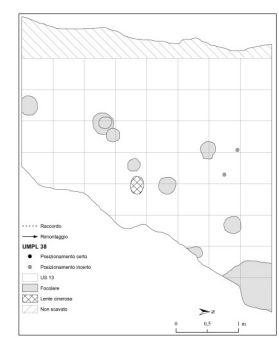 Raccordo
Rimontaggio
UMPL 38
Posizionamento certo
Posizionamento incerto
US 13
Focolare
Lente cinerosa
Non scavato
Z
0 0,5 1 m